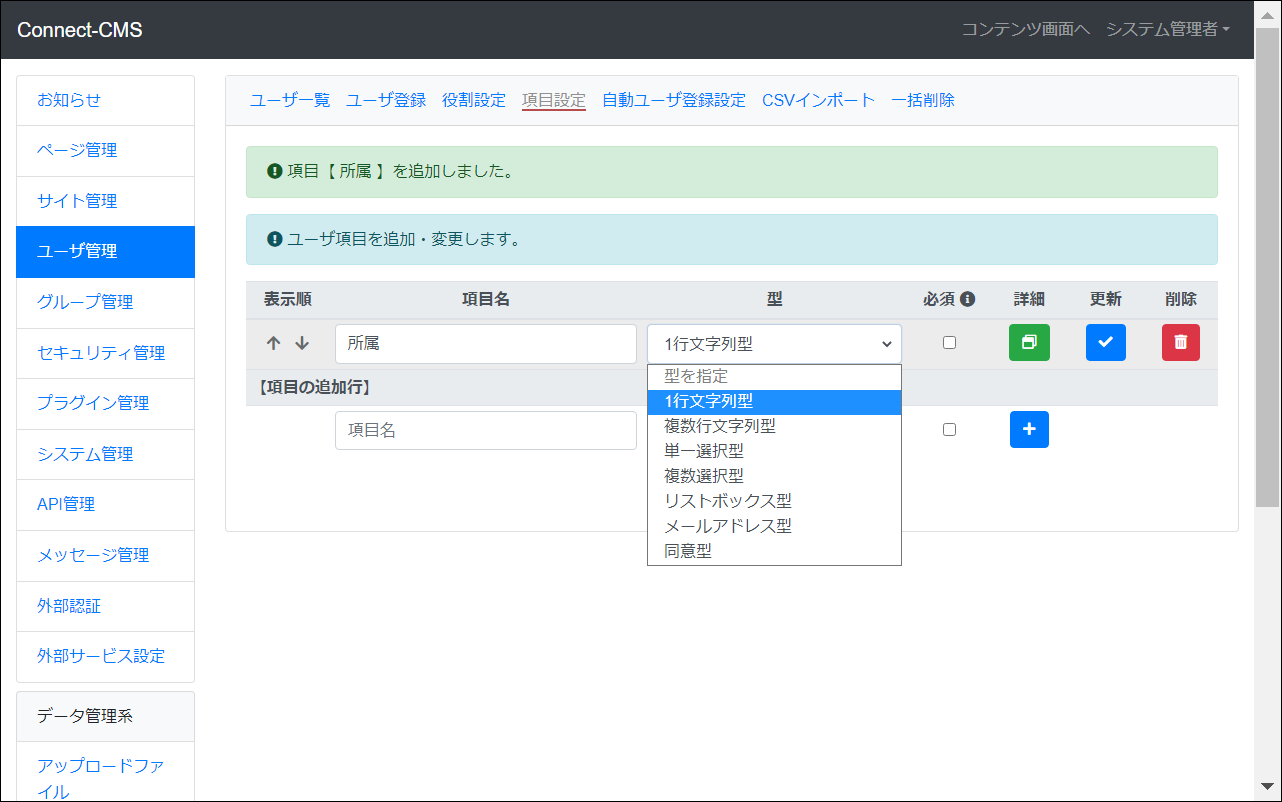 Connect-CMS
コンテンツ画面へ システム管理者
お知らせ
ページ管理
サイト管理
ユーザ管理
グループ管理
セキュリティ管理
プラグイン管理
システム管理
API管理
メッセージ管理
外部認証
外部サービス設定
データ管理系
アップロードファ
イル
ユーザ一覧 ユーザ登録 役割設定 項目設定 自動ユーザ登録設定 CSVインポート 一括削除
項目【 所属 】を追加しました。
ユーザ項目を追加・変更します。
表示順 項目名 型 必須 詳細 更新 削除
所属 1行文字列型
【項目の追加行】
項目名
型を指定
1行文字列型
複数行文字列型
単一選択型
複数選択型
リストボックス型
メールアドレス型
同意型